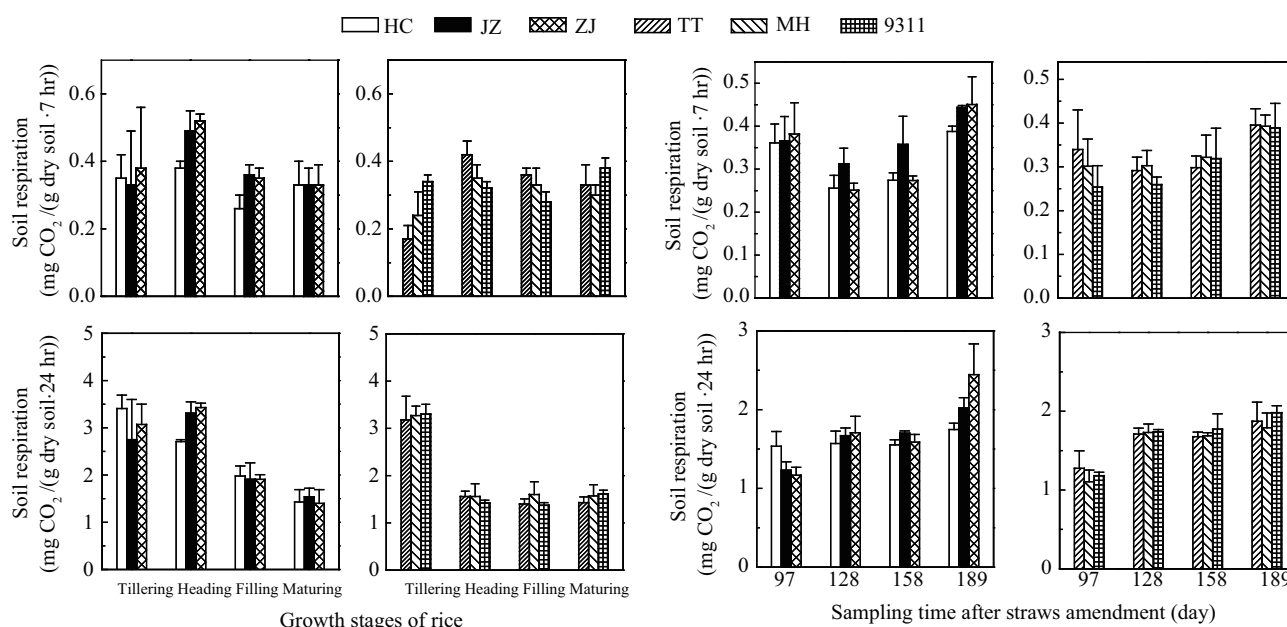 HC JZ ZJ TT MH 9311
Soil respiration
(mg CO2 /(g dry soil ·7 hr))
0.6
0.4
0.2
0.0
0.6
0.4
0.2
0.0
Soil respiration
(mg CO2 /(g dry soil ·7 hr))
0.5
0.4
0.3
0.2
0.1
0.0
0.5
0.4
0.3
0.2
0.1
0.0
Soil respiration
(mg CO2 /(g dry soil·24 hr))
5
4
3
2
1
0
5
4
3
2
1
0
Soil respiration
(mg CO2 /(g dry soil·24 hr))
3
2
1
0
3
2
1
0
Tillering Heading Filling Maturing
Tillering Heading Filling Maturing
97 128 158 189
97 128 158 189
Growth stages of rice
Sampling time after straws amendment (day)